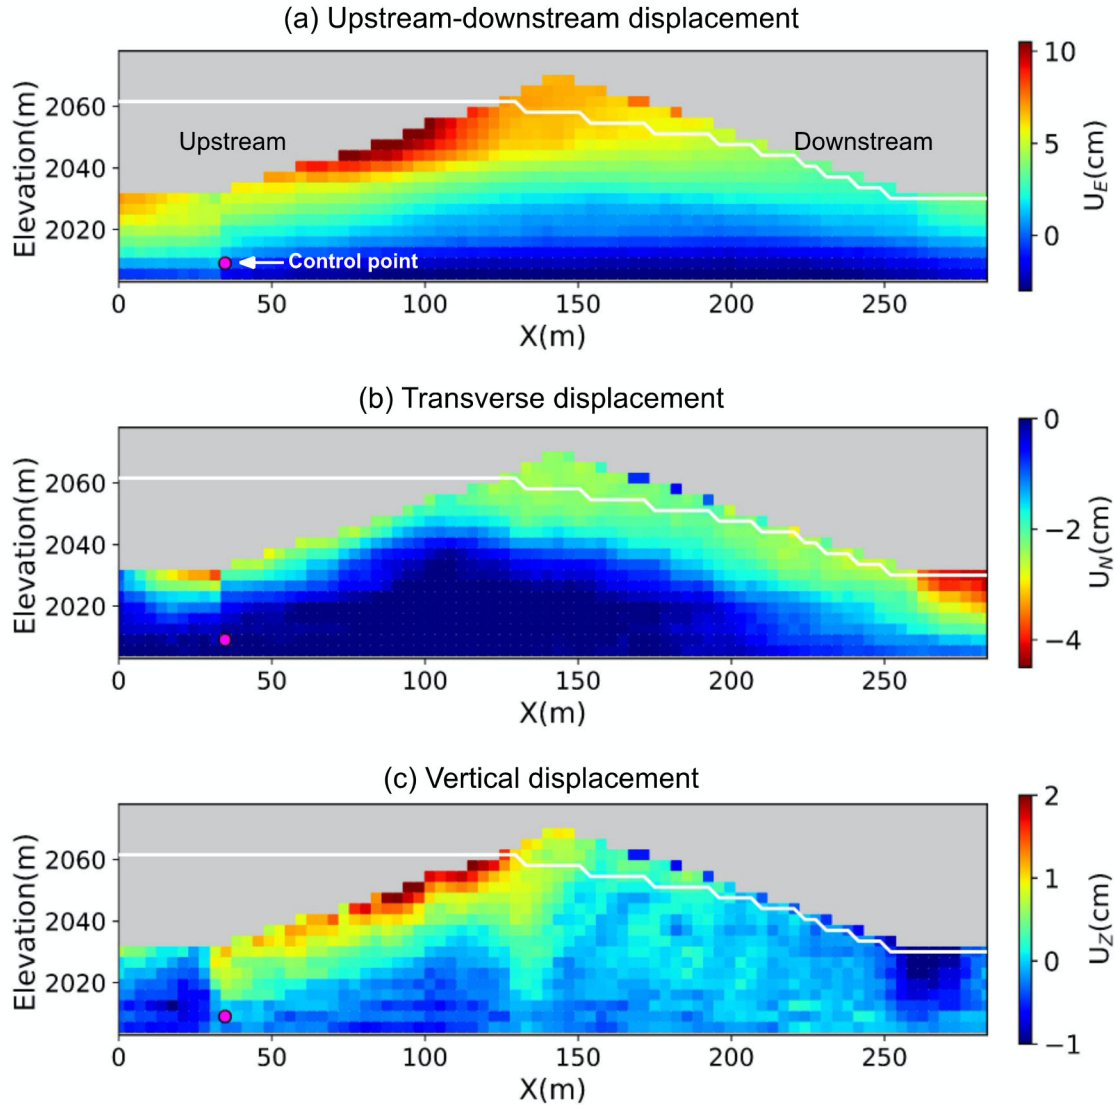 (a) Upstream-downstream displacement
Elevation(m)
2060
2040
2020
Upstream
Downstream
Control point
0 50 100 150 200 250
X(m)
10
5
0
U_E(cm)
(b) Transverse displacement
Elevation(m)
2060
2040
2020
0 50 100 150 200 250
X(m)
0
−2
−4
U_N(cm)
(c) Vertical displacement
Elevation(m)
2060
2040
2020
0 50 100 150 200 250
X(m)
2
1
0
−1
U_Z(cm)